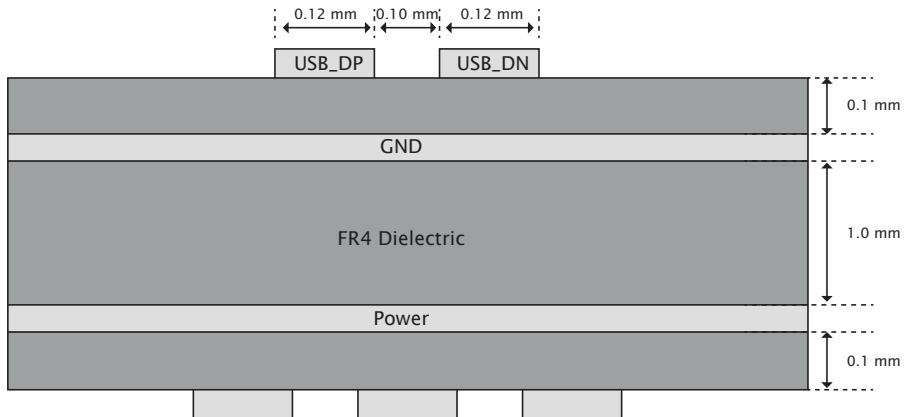 0.12 mm 0.10 mm 0.12 mm
USB_DP USB_DN
0.1 mm
GND
1.0 mm
FR4 Dielectric
Power
0.1 mm